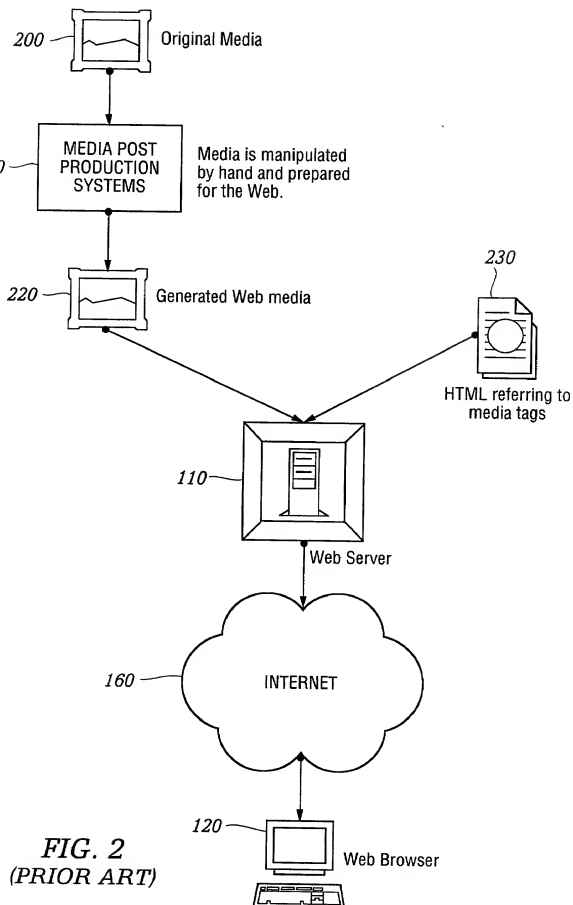 200
Original Media
MEDIA POST
PRODUCTION
SYSTEMS
Media is manipulated
by hand and prepared
for the Web.
220
Generated Web media
230
HTML referring to
media tags
110
Web Server
160
INTERNET
120
Web Browser
FIG. 2
(PRIOR ART)